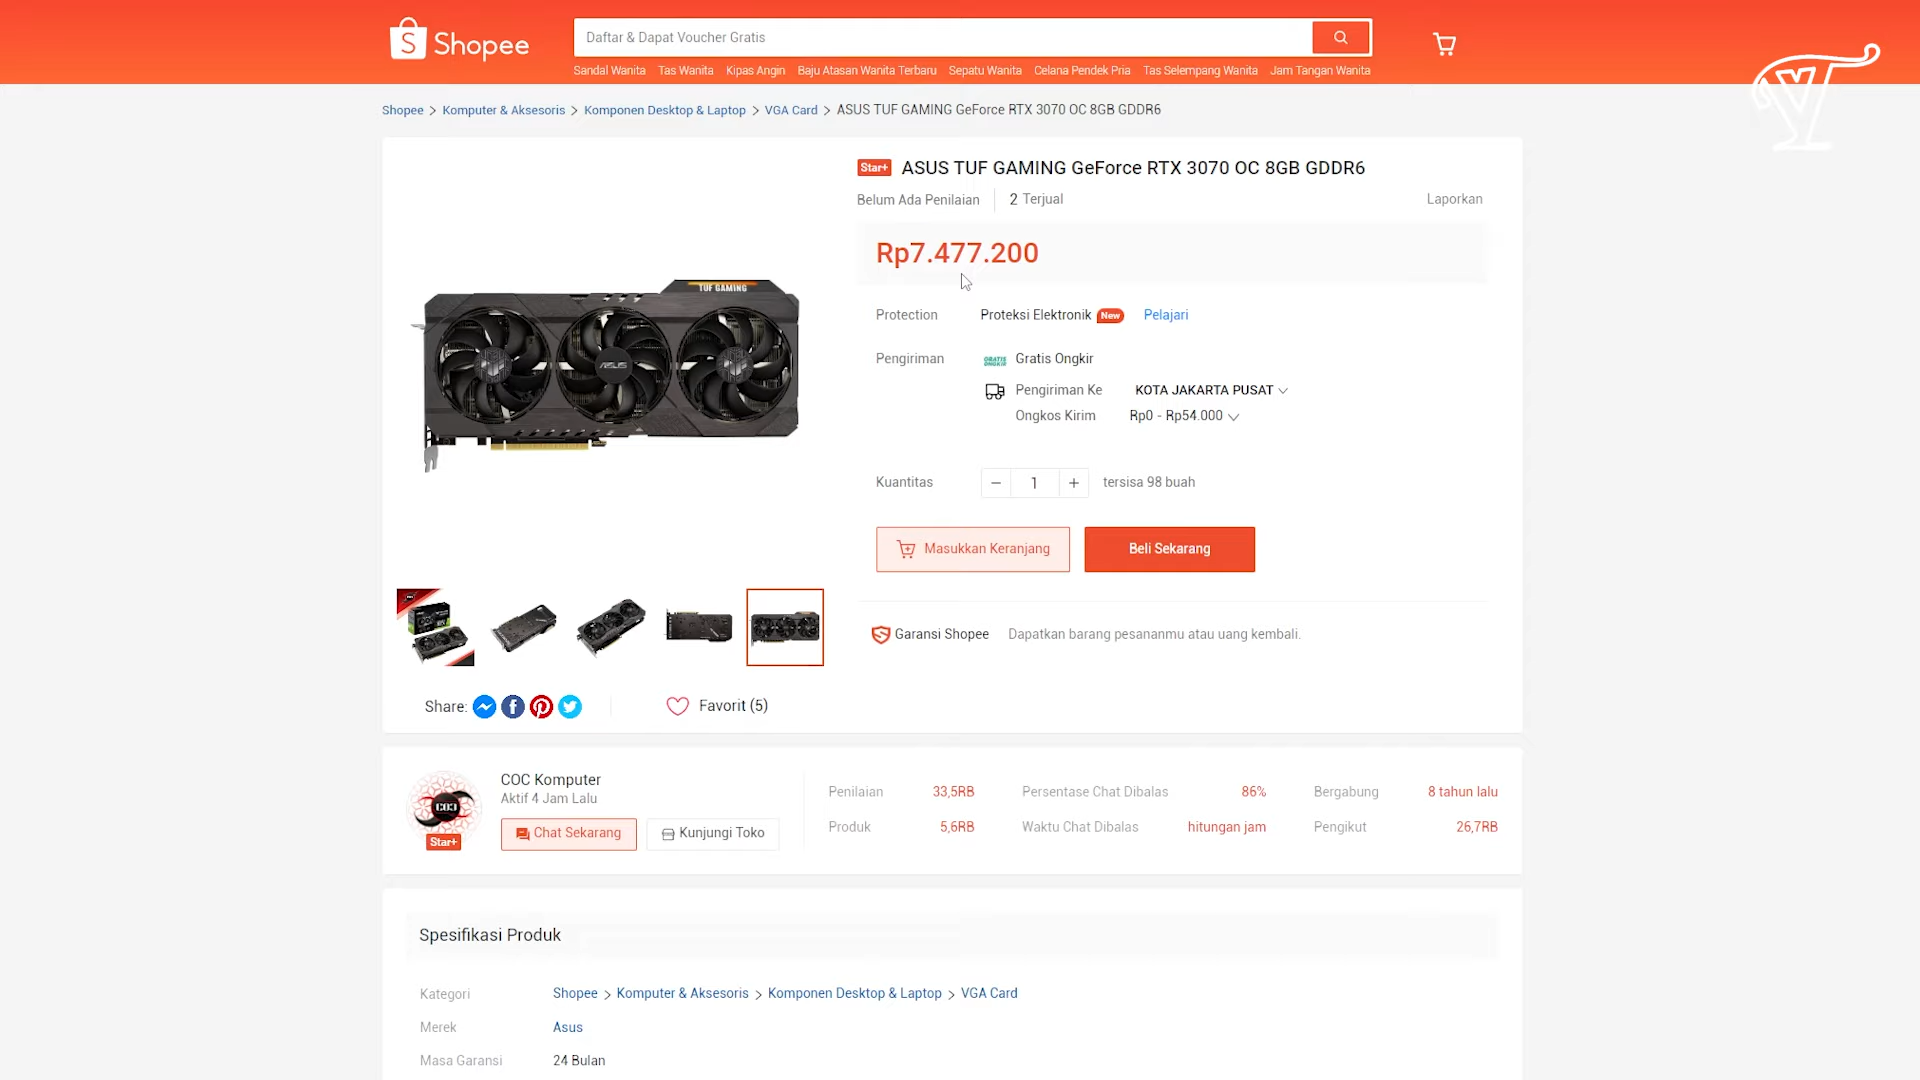 Shopee
Daftar & Dapat Voucher Gratis
Sandal Wanita Tas Wanita Kipas Angin Baju Atasan Wanita Terbaru Sepatu Wanita Celana Pendek Pria Tas Selempang Wanita Jam Tangan Wanita
Shopee > Komputer & Aksesoris > Komponen Desktop & Laptop > VGA Card > ASUS TUF GAMING GeForce RTX 3070 OC 8GB GDDR6
Star+ ASUS TUF GAMING GeForce RTX 3070 OC 8GB GDDR6
Belum Ada Penilaian 2 Terjual Laporkan
Rp7.477.200
TUF GAMING
ASUS
Protection Proteksi Elektronik New Pelajari
Pengiriman GRATIS ONGKIR Gratis Ongkir
Pengiriman Ke KOTA JAKARTA PUSAT
Ongkos Kirim Rp0 - Rp54.000
Kuantitas − 1 + tersisa 98 buah
Masukkan Keranjang Beli Sekarang
Garansi Shopee Dapatkan barang pesananmu atau uang kembali.
Share: Favorit (5)
COC Komputer
Aktif 4 Jam Lalu
Star+
Chat Sekarang Kunjungi Toko
Penilaian 33,5RB Persentase Chat Dibalas 86% Bergabung 8 tahun lalu
Produk 5,6RB Waktu Chat Dibalas hitungan jam Pengikut 26,7RB
Spesifikasi Produk
Kategori Shopee > Komputer & Aksesoris > Komponen Desktop & Laptop > VGA Card
Merek Asus
Masa Garansi 24 Bulan